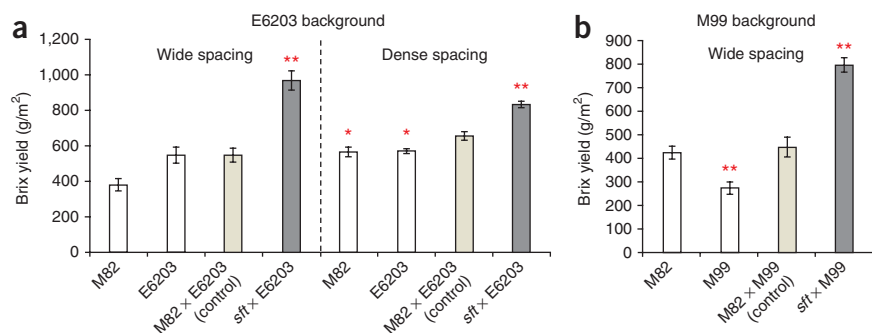 a
E6203 background
Wide spacing
Dense spacing
Brix yield (g/m²)
1,200
1,000
800
600
400
200
0
**
*
*
**
M82
E6203
M82 × E6203
(control)
sft × E6203
M82
E6203
M82 × E6203
(control)
sft × E6203
b
M99 background
Wide spacing
Brix yield (g/m²)
900
800
700
600
500
400
300
200
100
0
**
**
M82
M99
M82 × M99
(control)
sft × M99